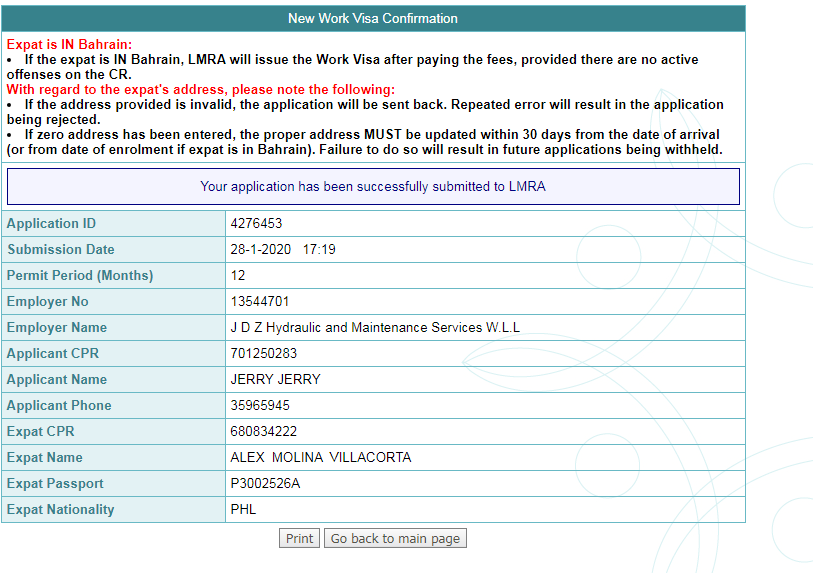 New Work Visa Confirmation
Expat is IN Bahrain:
• If the expat is IN Bahrain, LMRA will issue the Work Visa after paying the fees, provided there are no active
offenses on the CR.
With regard to the expat's address, please note the following:
• If the address provided is invalid, the application will be sent back. Repeated error will result in the application
being rejected.
• If zero address has been entered, the proper address MUST be updated within 30 days from the date of arrival
(or from date of enrolment if expat is in Bahrain). Failure to do so will result in future applications being withheld.
Your application has been successfully submitted to LMRA
Application ID 4276453
Submission Date 28-1-2020 17:19
Permit Period (Months) 12
Employer No 13544701
Employer Name J D Z Hydraulic and Maintenance Services W.L.L
Applicant CPR 701250283
Applicant Name JERRY JERRY
Applicant Phone 35965945
Expat CPR 680834222
Expat Name ALEX MOLINA VILLACORTA
Expat Passport P3002526A
Expat Nationality PHL
Print Go back to main page